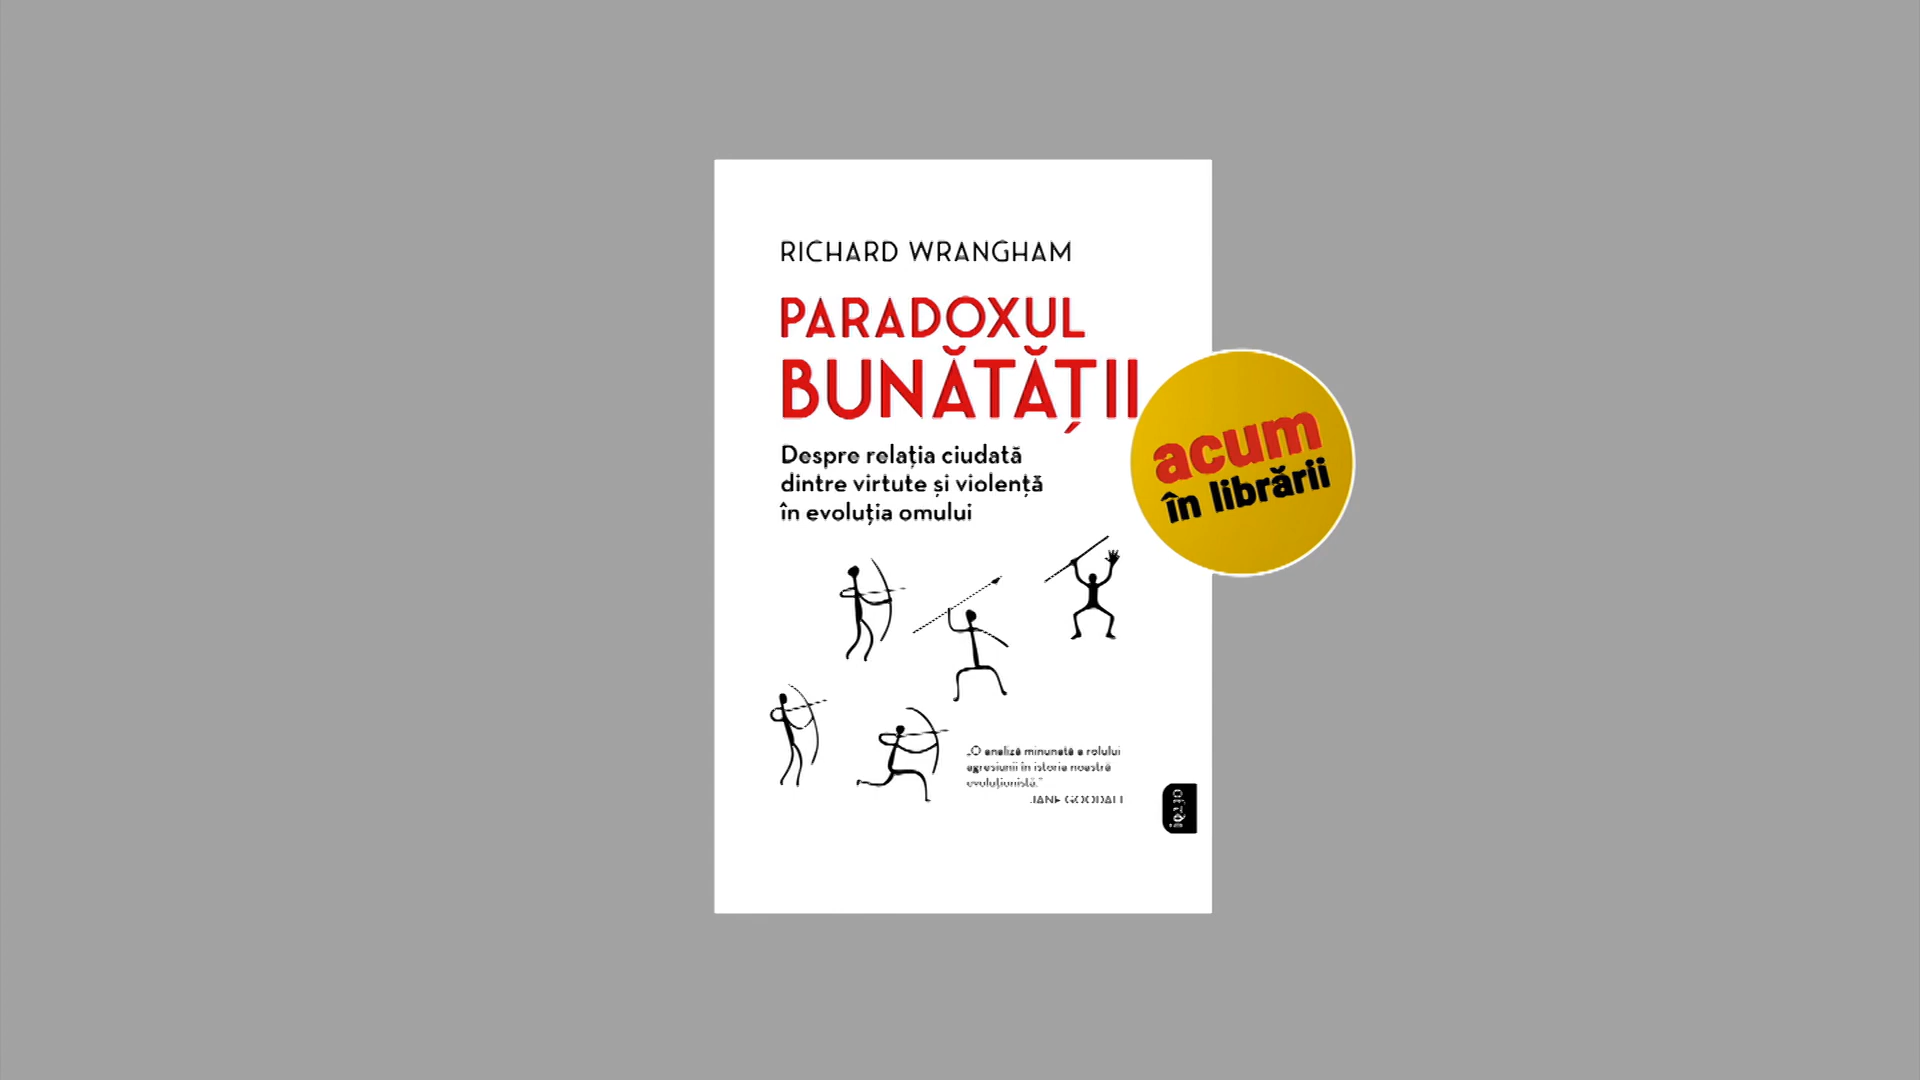 RICHARD WRANGHAM
PARADOXUL
BUNĂTĂȚII
Despre relația ciudată
dintre virtute și violență
în evoluția omului
acum
în librării
„O analiză minunată a rolului
agresiunii în istoria noastră
evoluționistă.”
JANE GOODALL